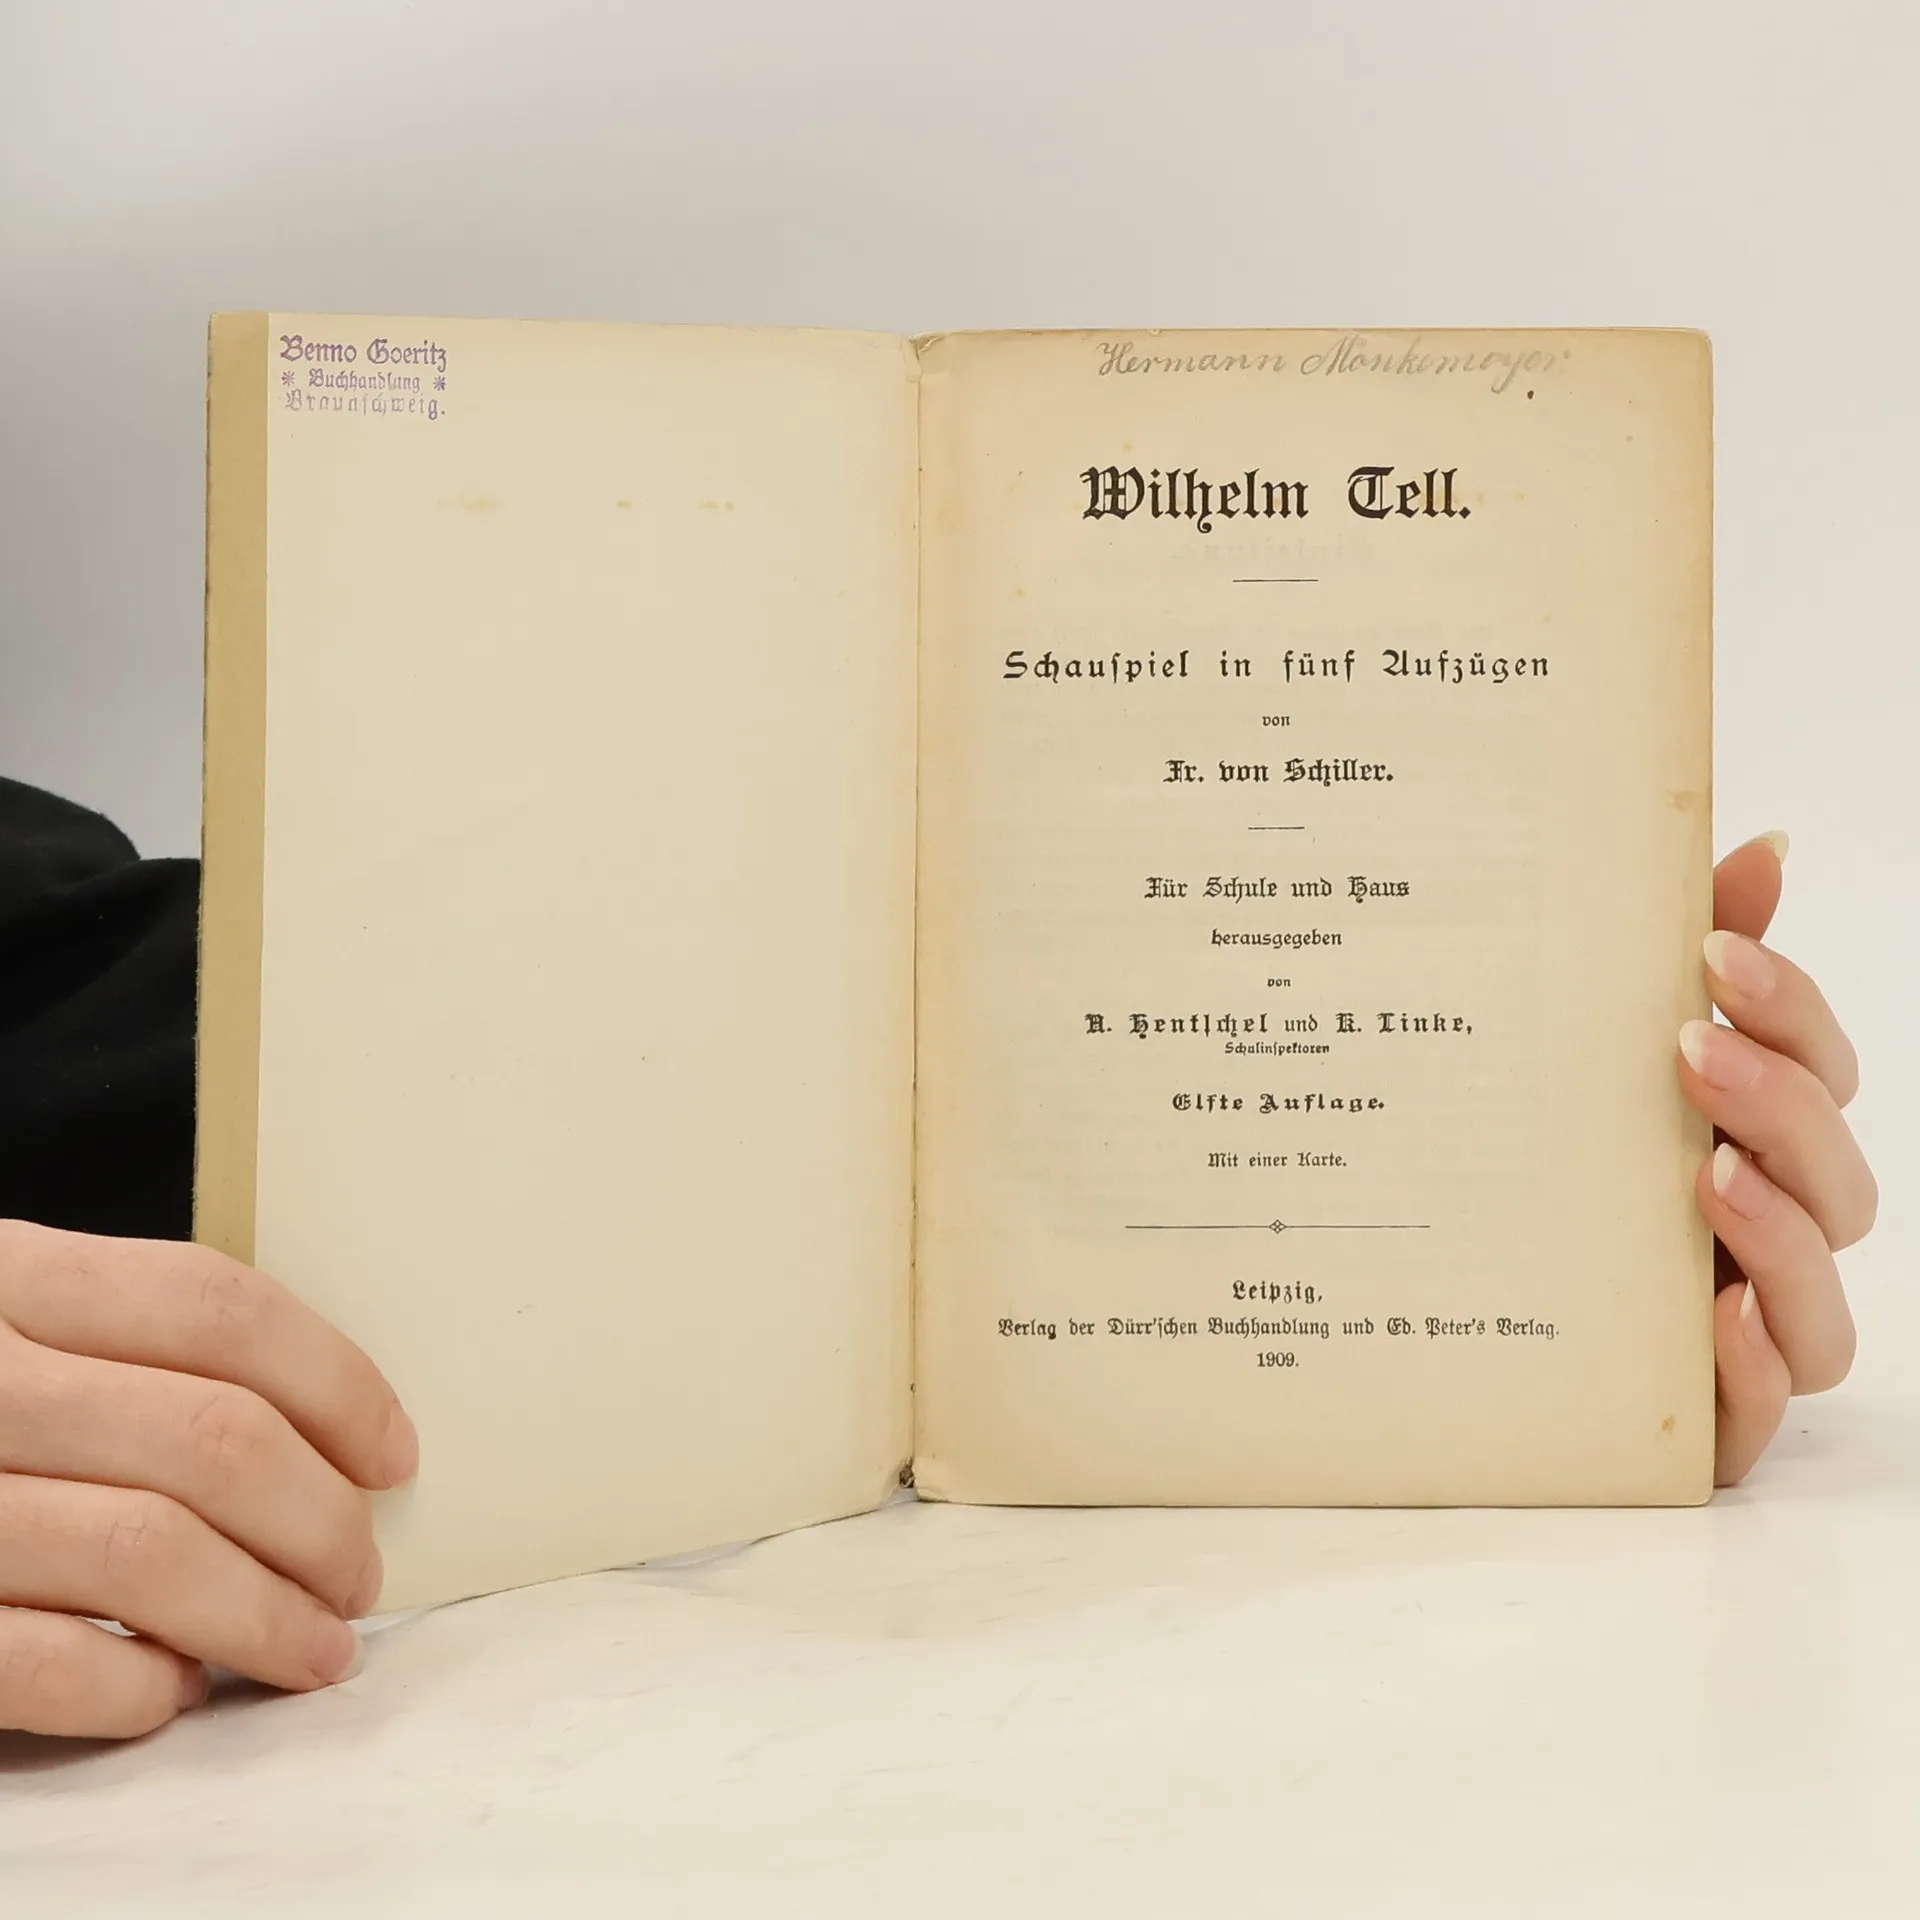 Benno Goeritz
* Buchhandlung *
Braunſchweig.
Hermann Mönkemeyer.
Wilhelm Tell.
Schauſpiel in fünf Aufzügen
von
Fr. von Schiller.
Für Schule und Haus
herausgegeben
von
A. Hentſchel und K. Linke,
Schulinſpektoren
Elfte Auflage.
Mit einer Karte.
Leipzig,
Verlag der Dürr'ſchen Buchhandlung und Ed. Peter's Verlag.
1909.